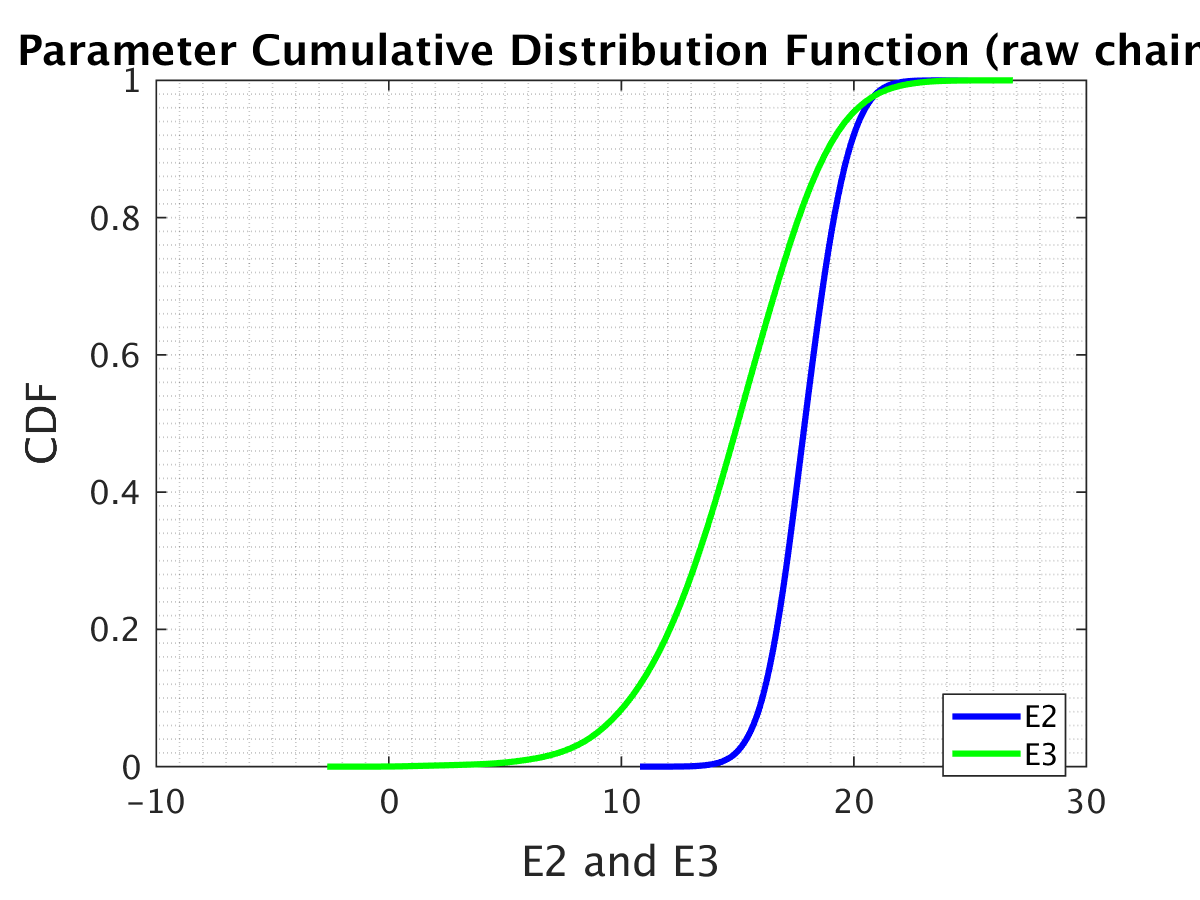 Parameter Cumulative Distribution Function (raw chain
1
0.8
0.6
0.4
0.2
0
CDF
E2
E3
−10 0 10 20 30
E2 and E3